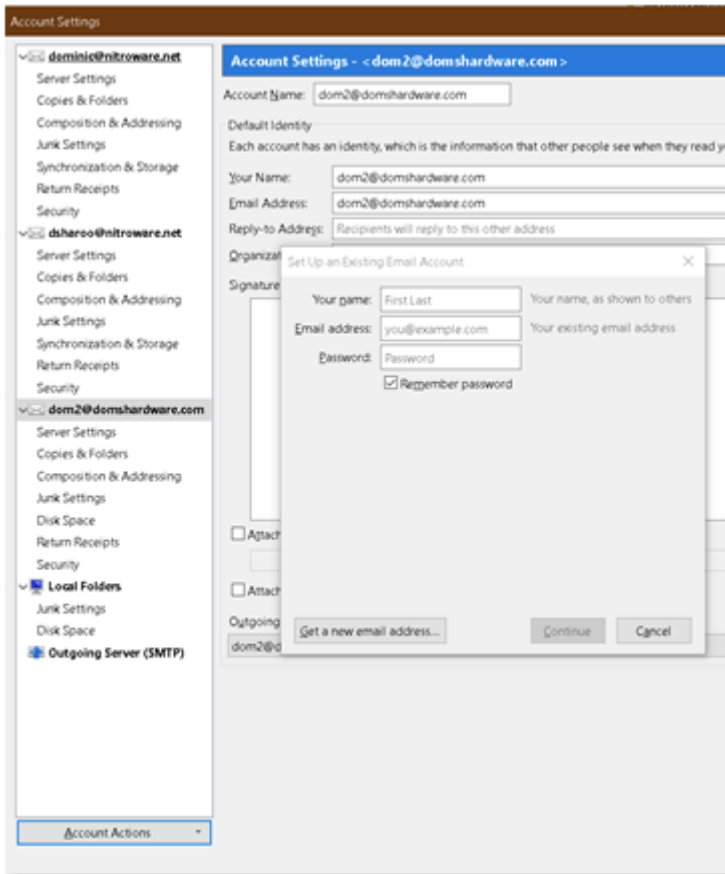 Account Settings
dominic@nitroware.net
Server Settings
Copies & Folders
Composition & Addressing
Junk Settings
Synchronization & Storage
Return Receipts
Security
dsharoo@nitroware.net
Server Settings
Copies & Folders
Composition & Addressing
Junk Settings
Synchronization & Storage
Return Receipts
Security
dom2@domshardware.com
Server Settings
Copies & Folders
Composition & Addressing
Junk Settings
Disk Space
Return Receipts
Security
Local Folders
Junk Settings
Disk Space
Outgoing Server (SMTP)
Account Actions
Account Settings - <dom2@domshardware.com>
Account Name: dom2@domshardware.com
Default Identity
Each account has an identity, which is the information that other people see when they read y
Your Name: dom2@domshardware.com
Email Address: dom2@domshardware.com
Reply-to Address: Recipients will reply to this other address
Organizat
Signature
Attach
Attach
Outgoing
dom2@d
Set Up an Existing Email Account
Your name: First Last Your name, as shown to others
Email address: you@example.com Your existing email address
Password: Password
Remember password
Get a new email address... Continue Cancel